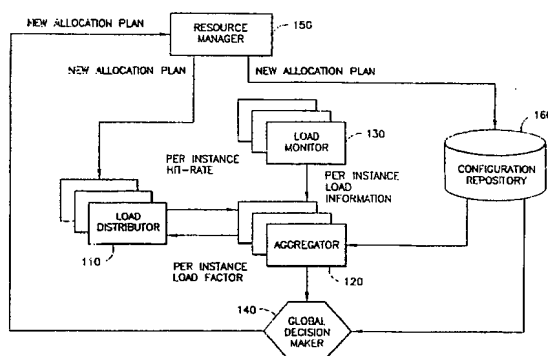 NEW ALLOCATION PLAN
RESOURCE
MANAGER
150
NEW ALLOCATION PLAN
NEW ALLOCATION PLAN
LOAD
MONITOR
130
160
PER INSTANCE
HIT-RATE
PER INSTANCE
LOAD
INFORMATION
CONFIGURATION
REPOSITORY
LOAD
DISTRIBUTOR
110
AGGREGATOR
120
PER INSTANCE
LOAD FACTOR
140
GLOBAL
DECISION
MAKER